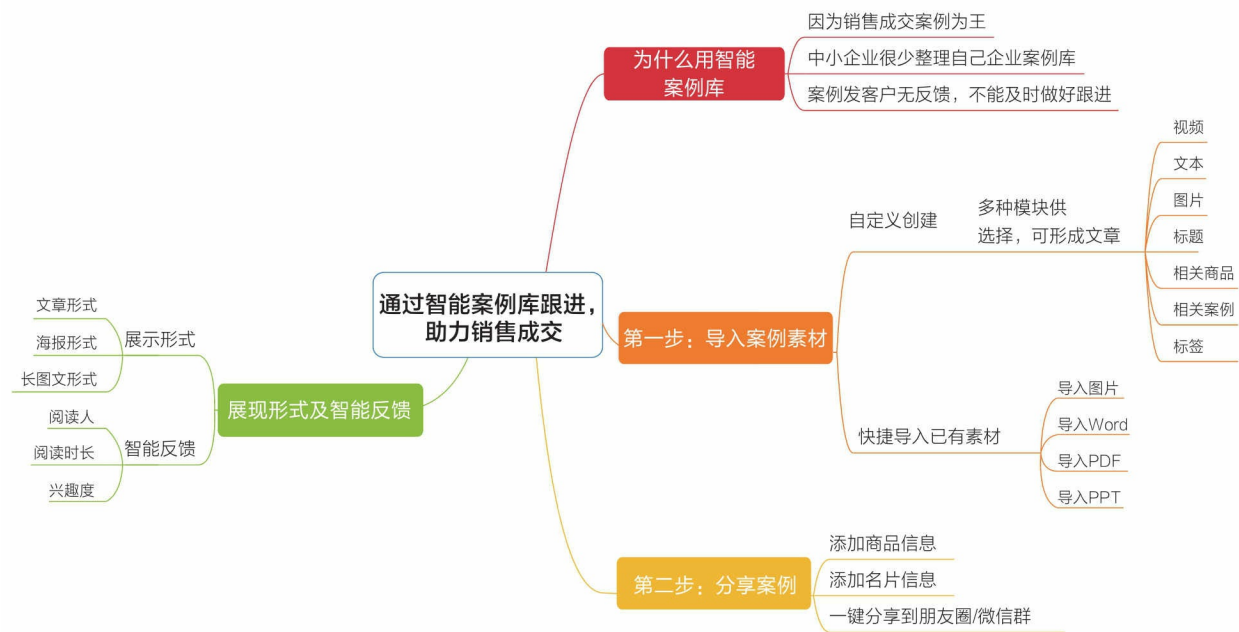 通过智能案例库跟进，
助力销售成交
为什么用智能
案例库
因为销售成交案例为王
中小企业很少整理自己企业案例库
案例发客户无反馈，不能及时做好跟进
第一步：导入案例素材
自定义创建
多种模块供
选择，可形成文章
视频
文本
图片
标题
相关商品
相关案例
标签
快捷导入已有素材
导入图片
导入Word
导入PDF
导入PPT
第二步：分享案例
添加商品信息
添加名片信息
一键分享到朋友圈/微信群
展现形式及智能反馈
展示形式
文章形式
海报形式
长图文形式
智能反馈
阅读人
阅读时长
兴趣度